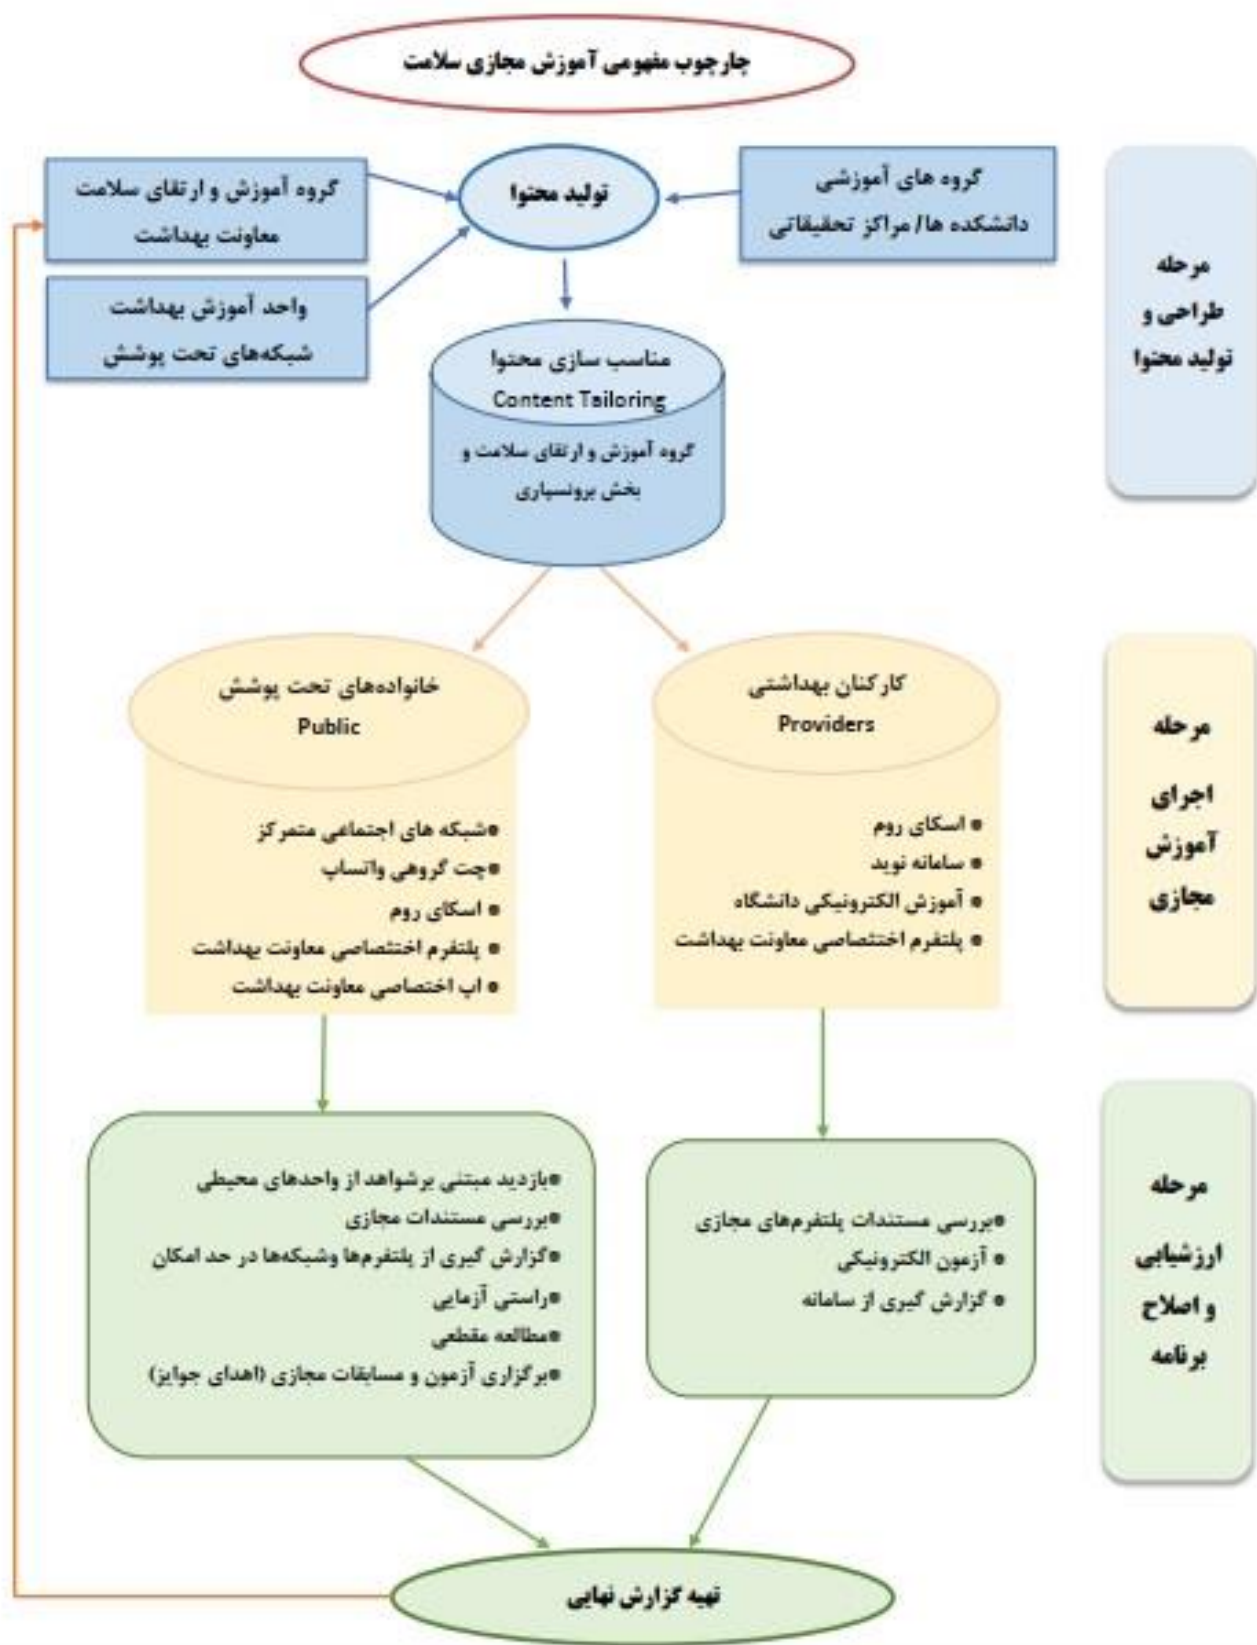 چارچوب مفهومی آموزش مجازی سلامت
گروه های آموزشی
دانشکده ها/ مراکز تحقیقاتی
تولید محتوا
گروه آموزش و ارتقای سلامت
معاونت بهداشت
واحد آموزش بهداشت
شبکه‌های تحت پوشش
مرحله
طراحی و
تولید محتوا
مناسب سازی محتوا
Content Tailoring
گروه آموزش و ارتقای سلامت و
بخش برونسپاری
مرحله
اجرای
آموزش
مجازی
کارکنان بهداشتی
Providers
● اسکای روم
● سامانه نوید
● آموزش الکترونیکی دانشگاه
● پلتفرم اختثصاصی معاونت بهداشت
خانواده‌های تحت پوشش
Public
●شبکه های اجتماعی متمرکز
●چت گروهی واتساپ
● اسکای روم
● پلتفرم اختثصاصی معاونت بهداشت
● اپ اختصاصی معاونت بهداشت
مرحله
ارزشیابی
و اصلاح
برنامه
●بررسی مستندات پلتفرم‌های مجازی
● آزمون الکترونیکی
● گزارش گیری از سامانه
●بازدید مبتنی برشواهد از واحدهای محیطی
●بررسی مستندات مجازی
●گزارش گیری از پلتفرم‌ها وشبکه‌ها در حد امکان
●راستی آزمایی
●مطالعه مقطعی
●برگزاری آزمون و مسابقات مجازی (اهدای جوایز)
تهیه گزارش نهایی